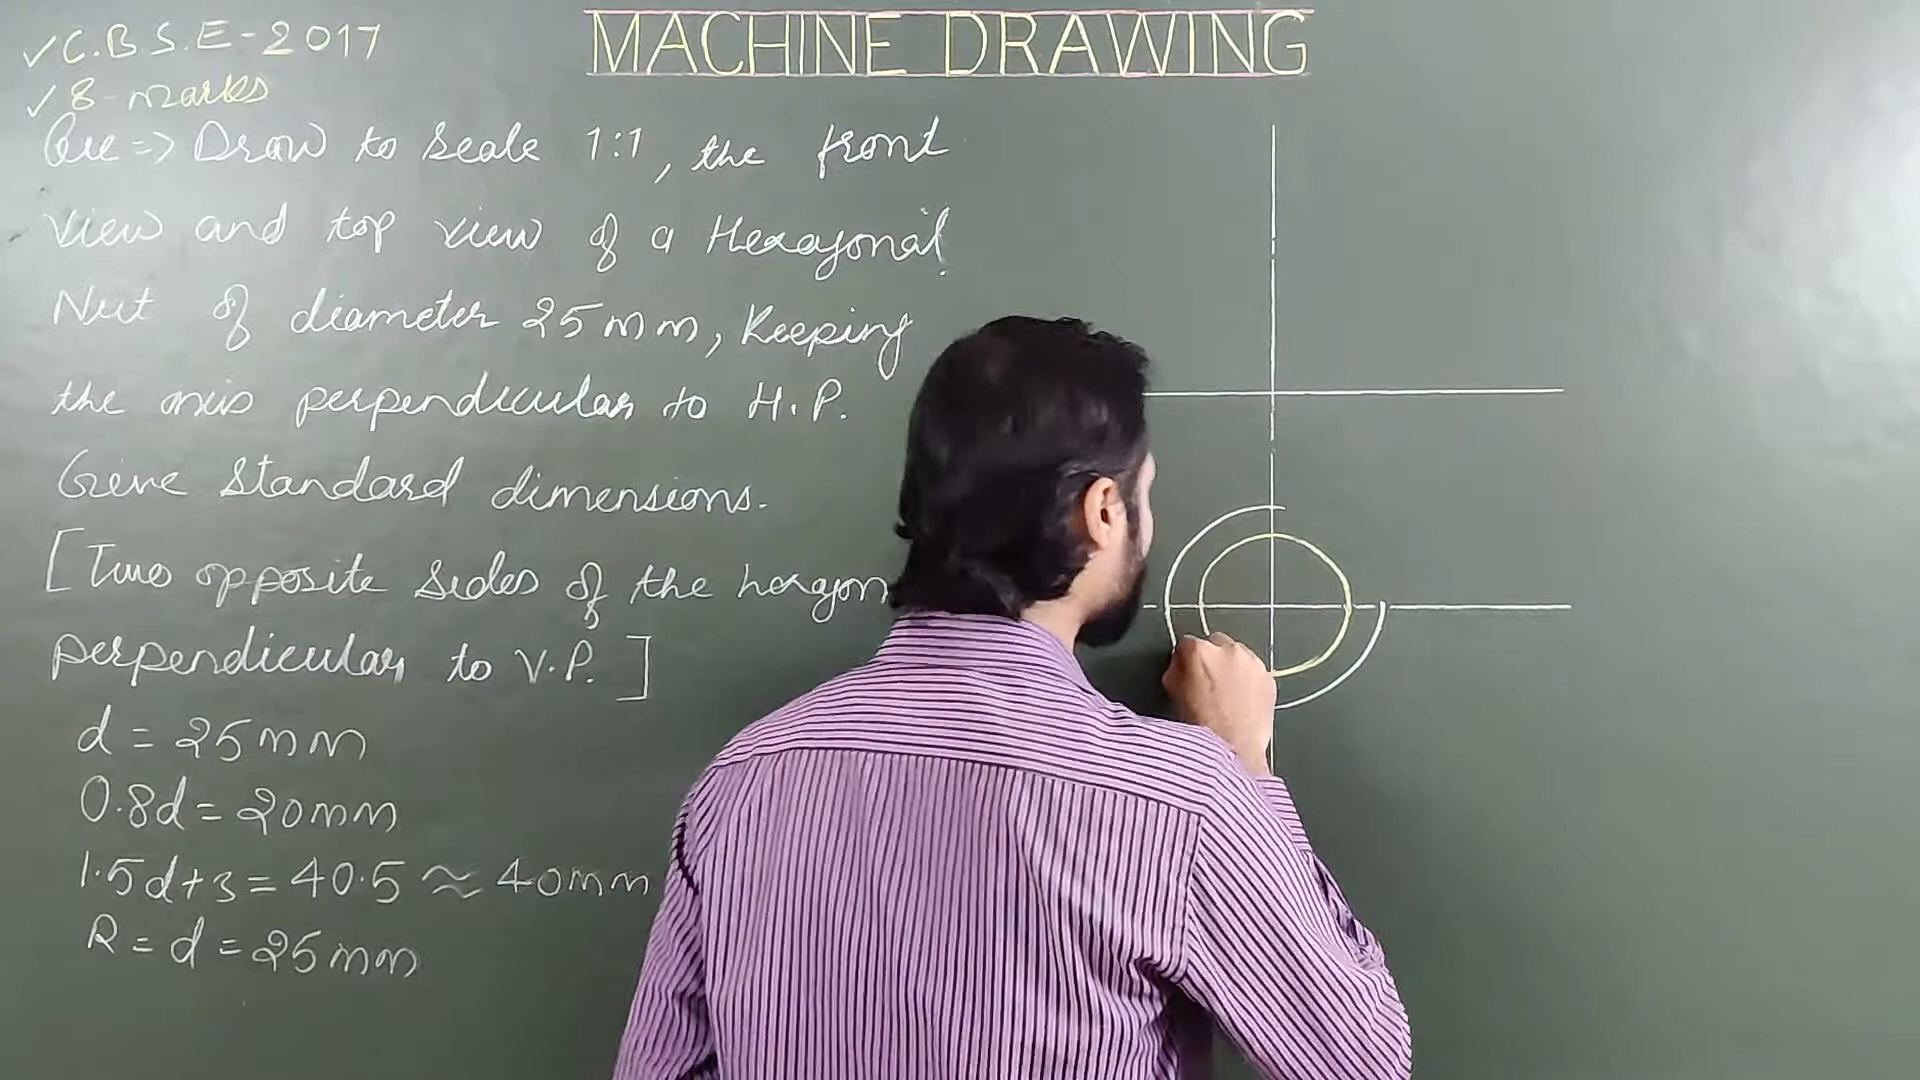 MACHINE DRAWING
✓ C.B.S.E-2017
✓ 8-marks
Que => Draw to scale 1:1, the front
view and top view of a Hexagonal
Nut of diameter 25mm, keeping
the axis perpendicular to H.P.
Give standard dimensions.
[Two opposite sides of the hexagon
perpendicular to V.P.]
d = 25mm
0.8d = 20mm
1.5d+3 = 40.5 ≈ 40mm
R = d = 25mm